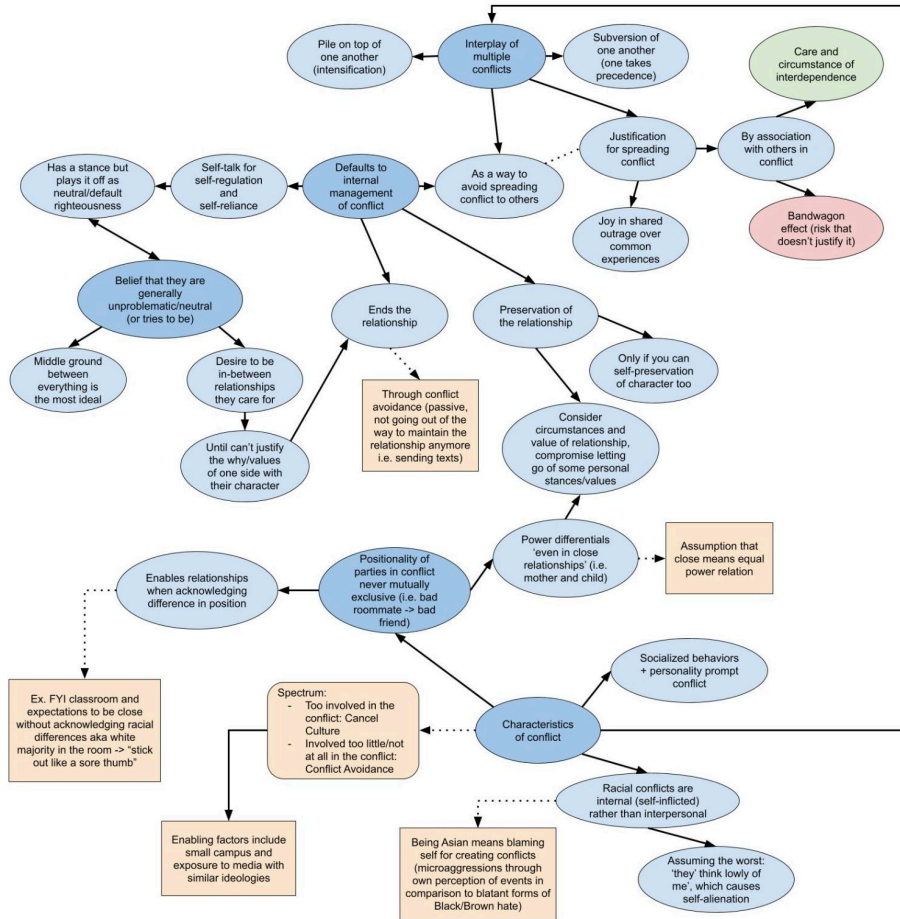 Pile on top of
one another
(intensification)
Interplay of
multiple
conflicts
Subversion of
one another
(one takes
precedence)
Care and
circumstance of
interdependence
Justification
for spreading
conflict
By association
with others in
conflict
Has a stance but
plays it off as
neutral/default
righteousness
Self-talk for
self-regulation
and
self-reliance
Defaults to
internal
management
of conflict
As a way to
avoid spreading
conflict to others
Joy in shared
outrage over
common
experiences
Bandwagon
effect (risk that
doesn't justify it)
Belief that they are
generally
unproblematic/neutral
(or tries to be)
Ends the
relationship
Preservation of
the relationship
Middle ground
between
everything is
the most ideal
Desire to be
in-between
relationships
they care for
Only if you can
self-preservation
of character too
Through conflict
avoidance (passive,
not going out of the
way to maintain the
relationship anymore
i.e. sending texts)
Consider
circumstances and
value of relationship,
compromise letting
go of some personal
stances/values
Until can't justify
the why/values
of one side with
their character
Enables relationships
when acknowledging
difference in position
Positionality of
parties in conflict
never mutually
exclusive (i.e. bad
roommate -> bad
friend)
Power differentials
'even in close
relationships' (i.e.
mother and child)
Assumption that
close means equal
power relation
Ex. FYI classroom and
expectations to be close
without acknowledging racial
differences aka white
majority in the room -> "stick
out like a sore thumb"
Spectrum:
- Too involved in
the conflict: Cancel
Culture
- Involved too little/not
at all in the conflict:
Conflict Avoidance
Characteristics
of conflict
Socialized behaviors
+ personality prompt
conflict
Racial conflicts are
internal (self-inflicted)
rather than interpersonal
Enabling factors include
small campus and
exposure to media with
similar ideologies
Being Asian means blaming
self for creating conflicts
(microaggressions through
own perception of events in
comparison to blatant forms of
Black/Brown hate)
Assuming the worst:
'they' think lowly of
me', which causes
self-alienation